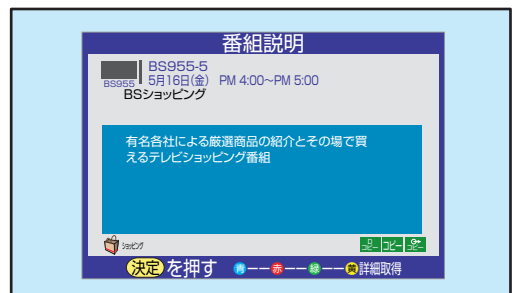 番組説明
BS955
BS955-5
5月16日(金) PM 4:00~PM 5:00
BSショッピング
有名各社による厳選商品の紹介とその場で買
えるテレビショッピング番組
ショッピング
コピー コピー コピー
決定を押す 青--赤--緑--黄詳細取得